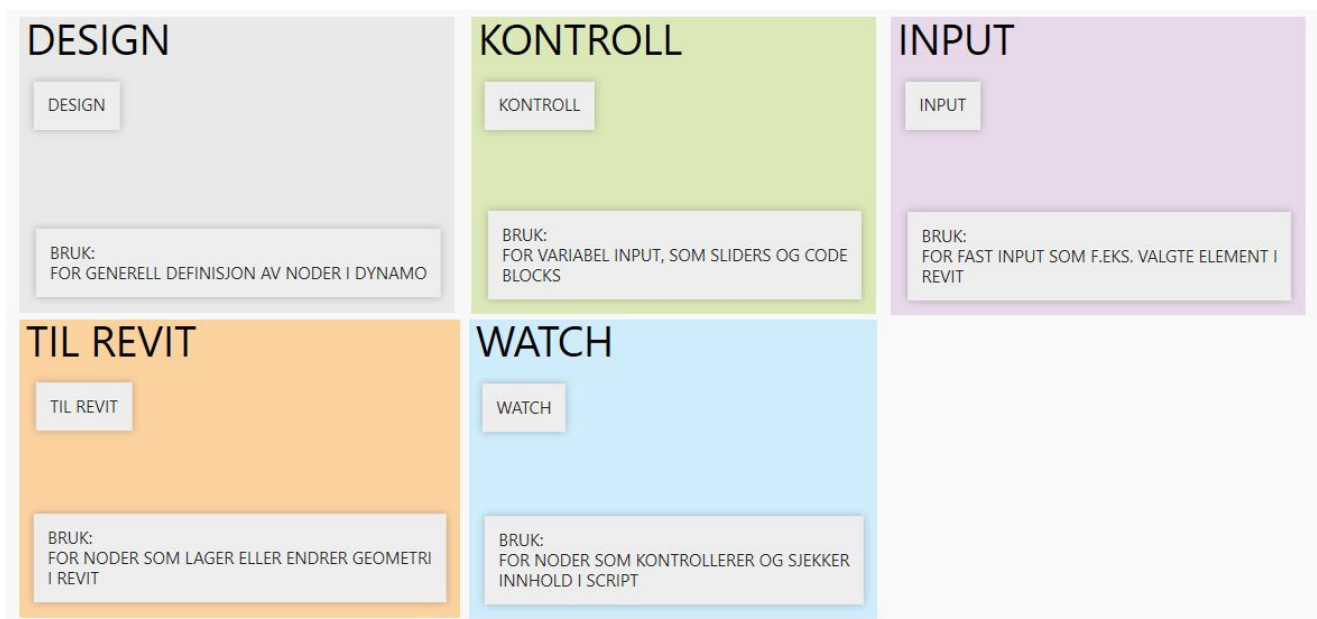 DESIGN
DESIGN
BRUK:
FOR GENERELL DEFINISJON AV NODER I DYNAMO
KONTROLL
KONTROLL
BRUK:
FOR VARIABEL INPUT, SOM SLIDERS OG CODE
BLOCKS
INPUT
INPUT
BRUK:
FOR FAST INPUT SOM F.EKS. VALGTE ELEMENT I
REVIT
TIL REVIT
TIL REVIT
BRUK:
FOR NODER SOM LAGER ELLER ENDRER GEOMETRI
I REVIT
WATCH
WATCH
BRUK:
FOR NODER SOM KONTROLLERER OG SJEKKER
INNHOLD I SCRIPT